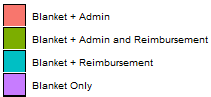 Blanket + Admin
Blanket + Admin and Reimbursement
Blanket + Reimbursement
Blanket Only